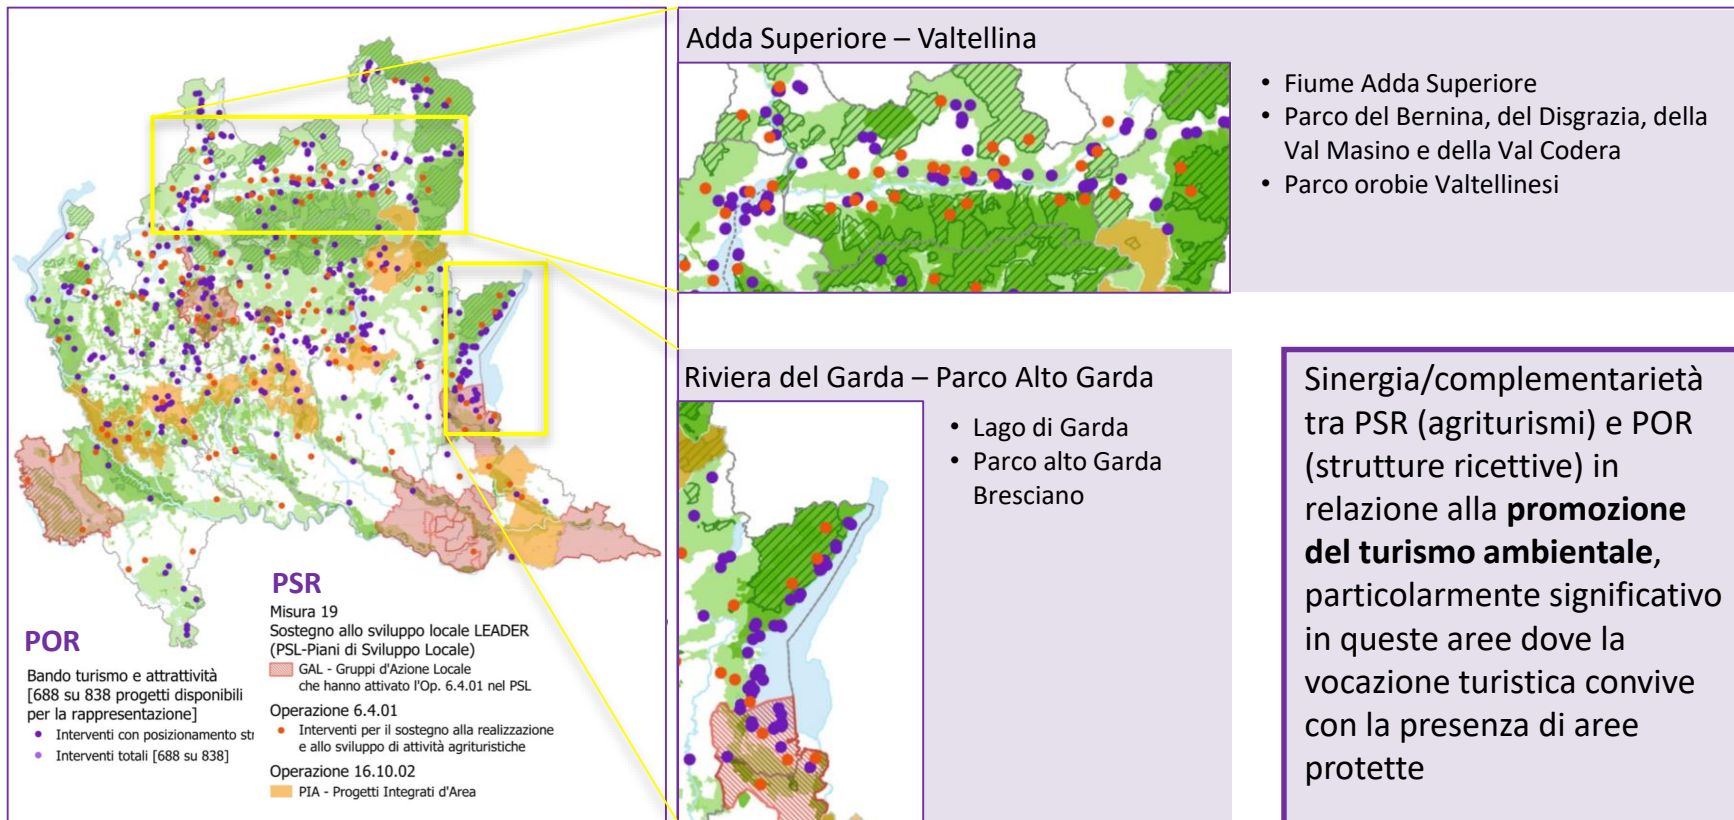 Adda Superiore – Valtellina
• Fiume Adda Superiore
• Parco del Bernina, del Disgrazia, della
Val Masino e della Val Codera
• Parco orobie Valtellinesi
Riviera del Garda – Parco Alto Garda
• Lago di Garda
• Parco alto Garda
Bresciano
Sinergia/complementarietà
tra PSR (agriturismi) e POR
(strutture ricettive) in
relazione alla promozione
del turismo ambientale,
particolarmente significativo
in queste aree dove la
vocazione turistica convive
con la presenza di aree
protette
POR
Bando turismo e attrattività
[688 su 838 progetti disponibili
per la rappresentazione]
Interventi con posizionamento
Interventi totali [688 su 838]
PSR
Misura 19
Sostegno allo sviluppo locale LEADER
(PSL-Piani di Sviluppo Locale)
GAL - Gruppi d'Azione Locale
che hanno attivato l'Op. 6.4.01 nel PSL
Operazione 6.4.01
Interventi per il sostegno alla realizzazione
e allo sviluppo di attività agrituristiche
Operazione 16.10.02
PIA - Progetti Integrati d'Area